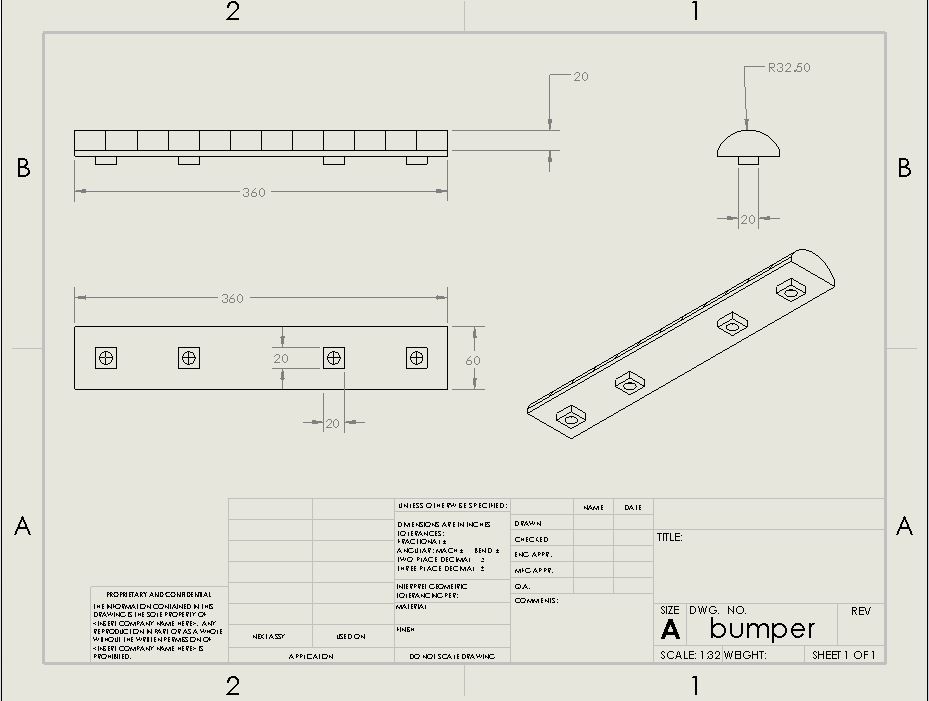 2 1
20
R32.50
B B
360
20
360
20
60
20
A A
UNLESS OTHERWISE SPECIFIED:
NAME DATE
DIMENSIONS ARE IN INCHES
TOLERANCES:
FRACTIONAL ±
ANGULAR: MACH ± BEND ±
TWO PLACE DECIMAL ±
THREE PLACE DECIMAL ±
DRAWN
CHECKED
ENG APPR.
MFG APPR.
Q.A.
COMMENTS:
TITLE:
INTERPRET GEOMETRIC
TOLERANCING PER:
MATERIAL
FINISH
PROPRIETARY AND CONFIDENTIAL
THE INFORMATION CONTAINED IN THIS
DRAWING IS THE SOLE PROPERTY OF
<INSERT COMPANY NAME HERE>. ANY
REPRODUCTION IN PART OR AS A WHOLE
WITHOUT THE WRITTEN PERMISSION OF
<INSERT COMPANY NAME HERE> IS
PROHIBITED.
NEXT ASSY USED ON
APPLICATION
DO NOT SCALE DRAWING
SIZE DWG. NO. REV
A bumper
SCALE: 1:32 WEIGHT: SHEET 1 OF 1
2 1